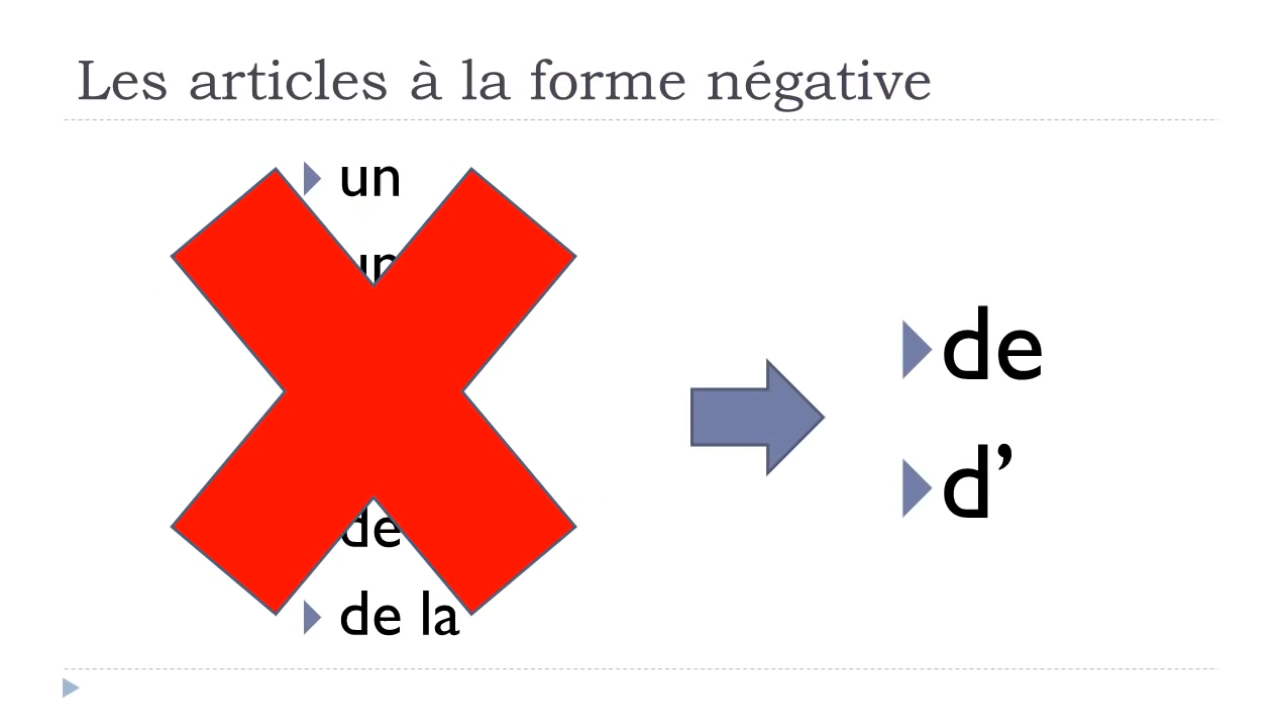 Les articles à la forme négative
un
de la
de
d’